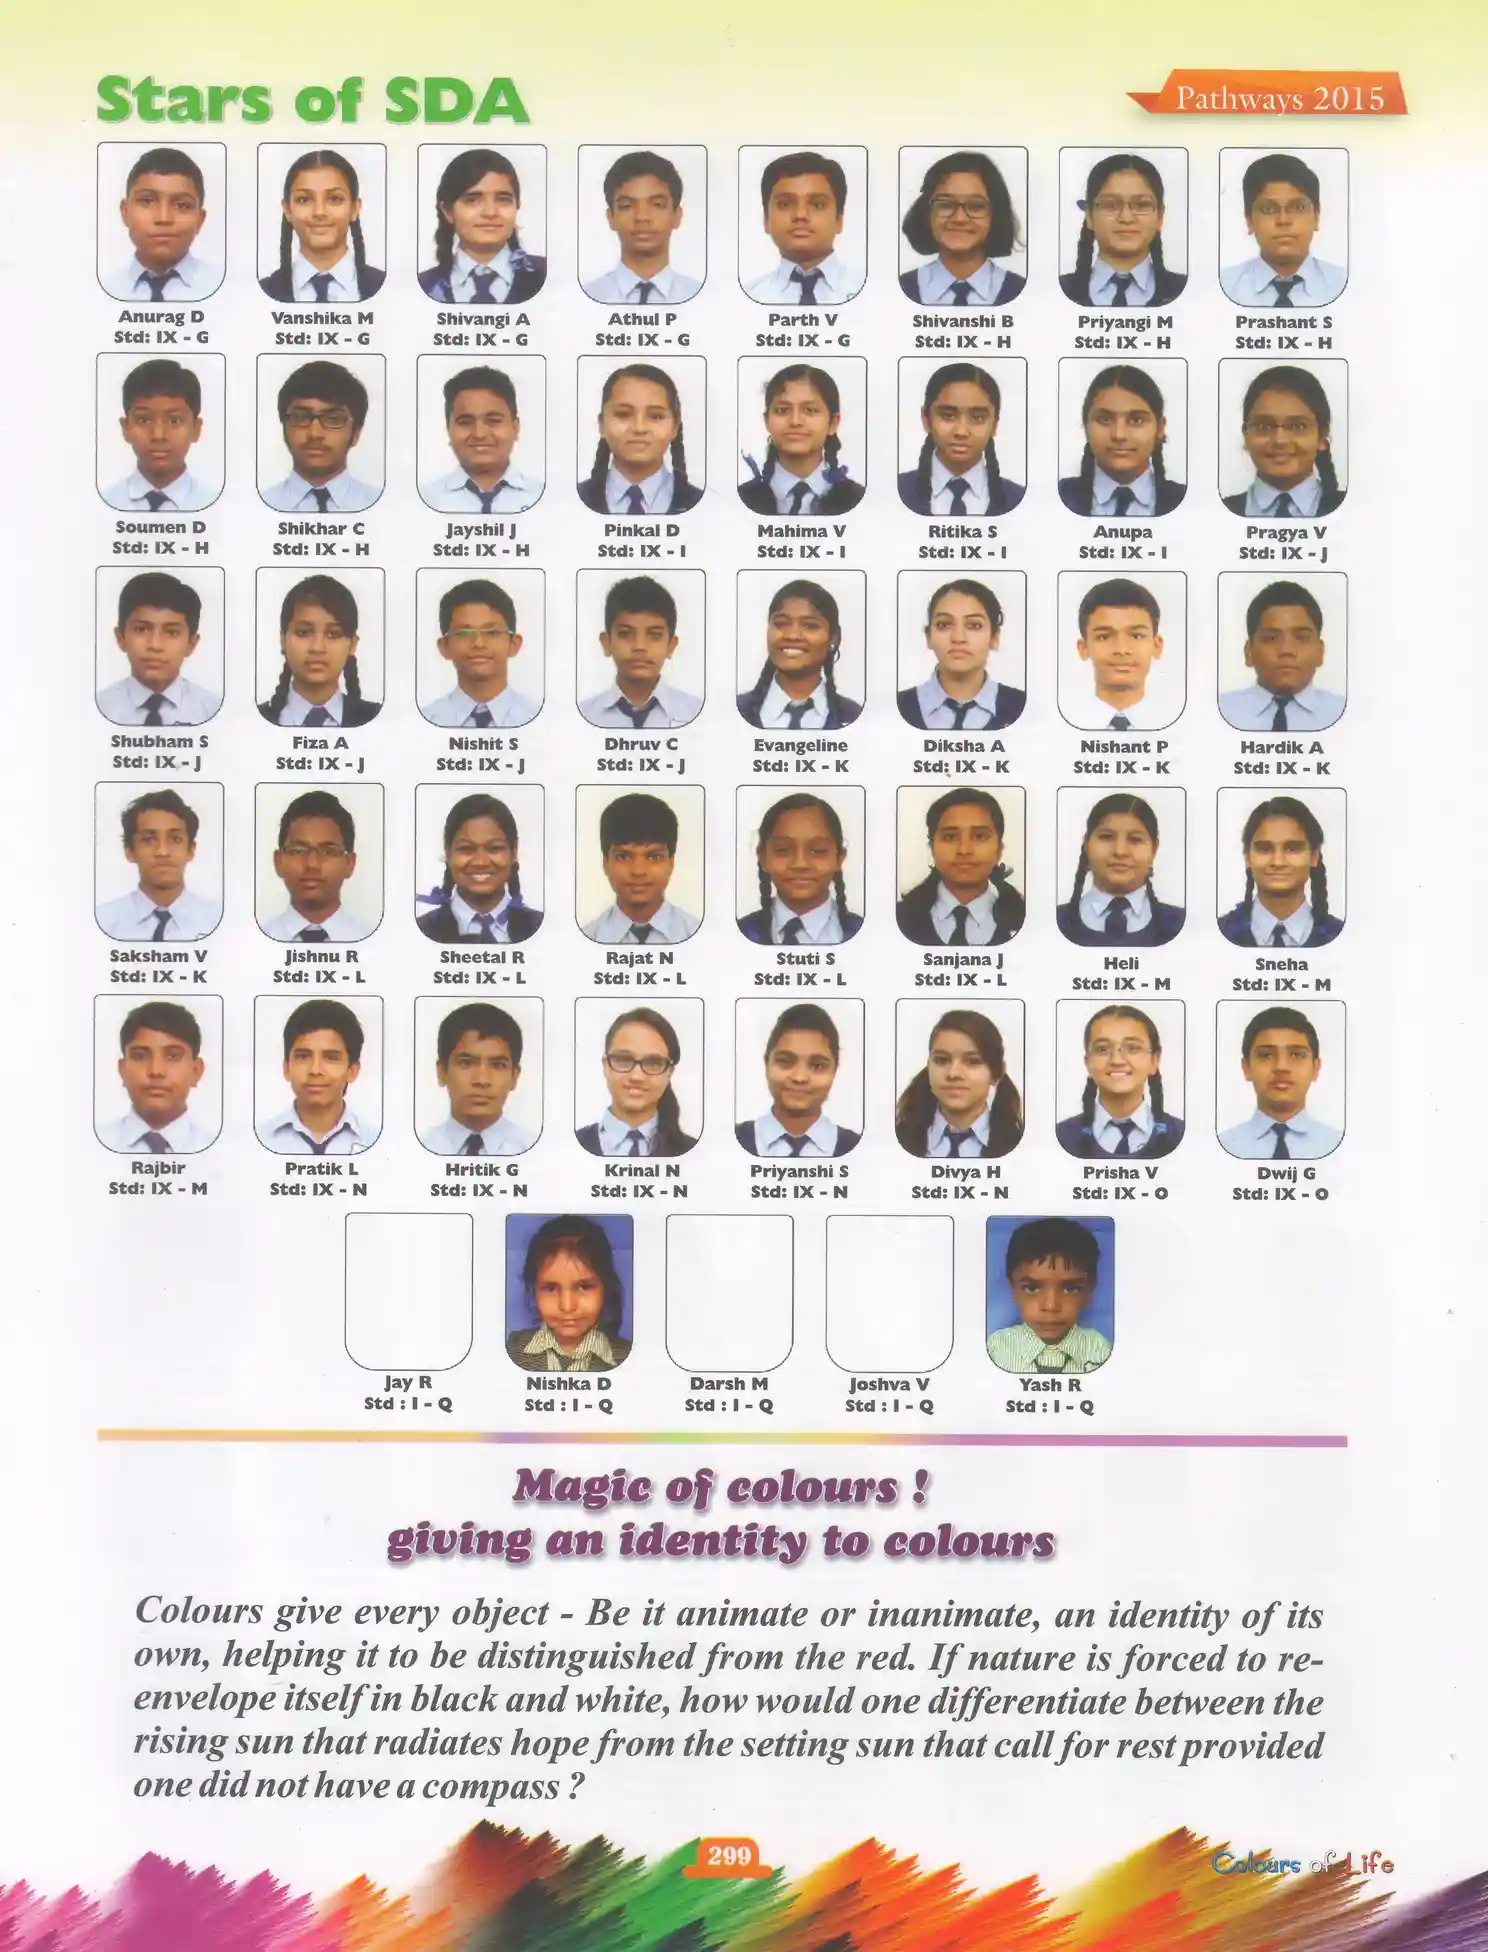 Stars of SDA
Pathways 2015
Anurag D Vanshika M Shivangi A Athul P Parth V Shivanshi B Priyangi M Prashant S
Std: IX - G Std: IX - G Std: IX - G Std: IX - G Std: IX - G Std: IX - H Std: IX - H Std: IX - H
Soumen D Shikhar C Jayshil J Pinkal D Mahima V Ritika S Anupa Pragya V
Std: IX - H Std: IX - H Std: IX - H Std: IX - I Std: IX - I Std: IX - I Std: IX - I Std: IX - J
Shubham S Fiza A Nishit S Dhruv C Evangeline Diksha A Nishant P Hardik A
Std: IX - J Std: IX - J Std: IX - J Std: IX - J Std: IX - K Std: IX - K Std: IX - K Std: IX - K
Saksham V Jishnu R Sheetal R Rajat N Stuti S Sanjana J Heli Sneha
Std: IX - K Std: IX - L Std: IX - L Std: IX - L Std: IX - L Std: IX - L Std: IX - M Std: IX - M
Rajbir Pratik L Hritik G Krinal N Priyanshi S Divya H Prisha V Dwij G
Std: IX - M Std: IX - N Std: IX - N Std: IX - N Std: IX - N Std: IX - N Std: IX - O Std: IX - O
Jay R Nishka D Darsh M Joshva V Yash R
Std : I - Q Std : I - Q Std : I - Q Std : I - Q Std : I - Q
Magic of colours !
giving an identity to colours
Colours give every object - Be it animate or inanimate, an identity of its
own, helping it to be distinguished from the red. If nature is forced to re-
envelope itself in black and white, how would one differentiate between the
rising sun that radiates hope from the setting sun that call for rest provided
one did not have a compass ?
299
Colours of Life